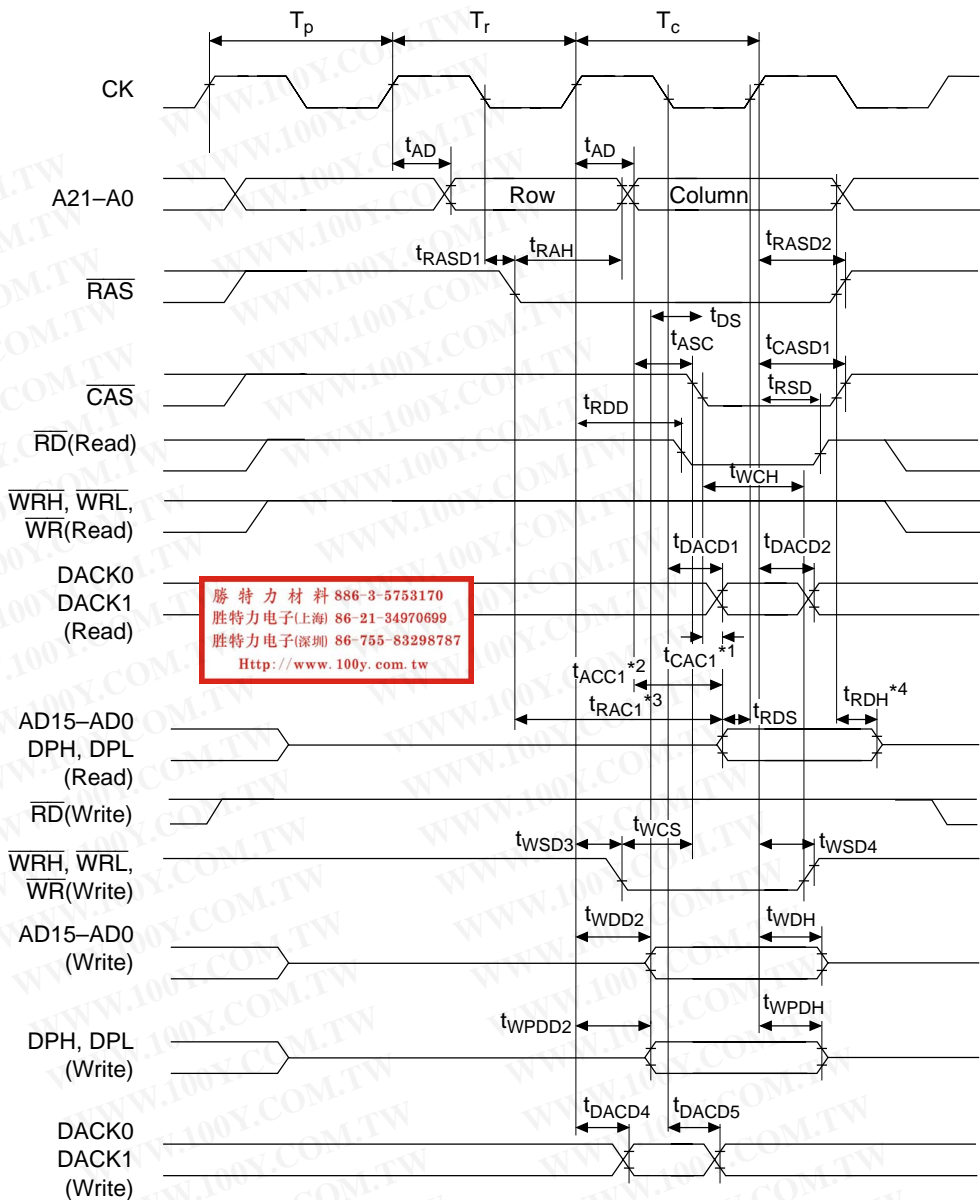 Tp Tr Tc
CK
tAD tAD
A21–A0 Row Column
tRASD1 tRAH tRASD2
RAS
tDS
tASC tCASD1
CAS
tRSD
tRDD
RD(Read)
tWCH
WRH, WRL,
WR(Read)
tDACD1 tDACD2
DACK0
DACK1
(Read)
勝 特 力 材 料 886-3-5753170
胜特力电子(上海) 86-21-34970699
胜特力电子(深圳) 86-755-83298787
Http://www.100y.com.tw
tCAC1*1
tACC1*2
tRAC1*3 tRDS tRDH*4
AD15–AD0
DPH, DPL
(Read)
RD(Write)
tWSD3 tWCS tWSD4
WRH, WRL,
WR(Write)
tWDD2 tWDH
AD15–AD0
(Write)
tWPDD2 tWPDH
DPH, DPL
(Write)
tDACD4 tDACD5
DACK0
DACK1
(Write)
WWW.100Y.COM.TW